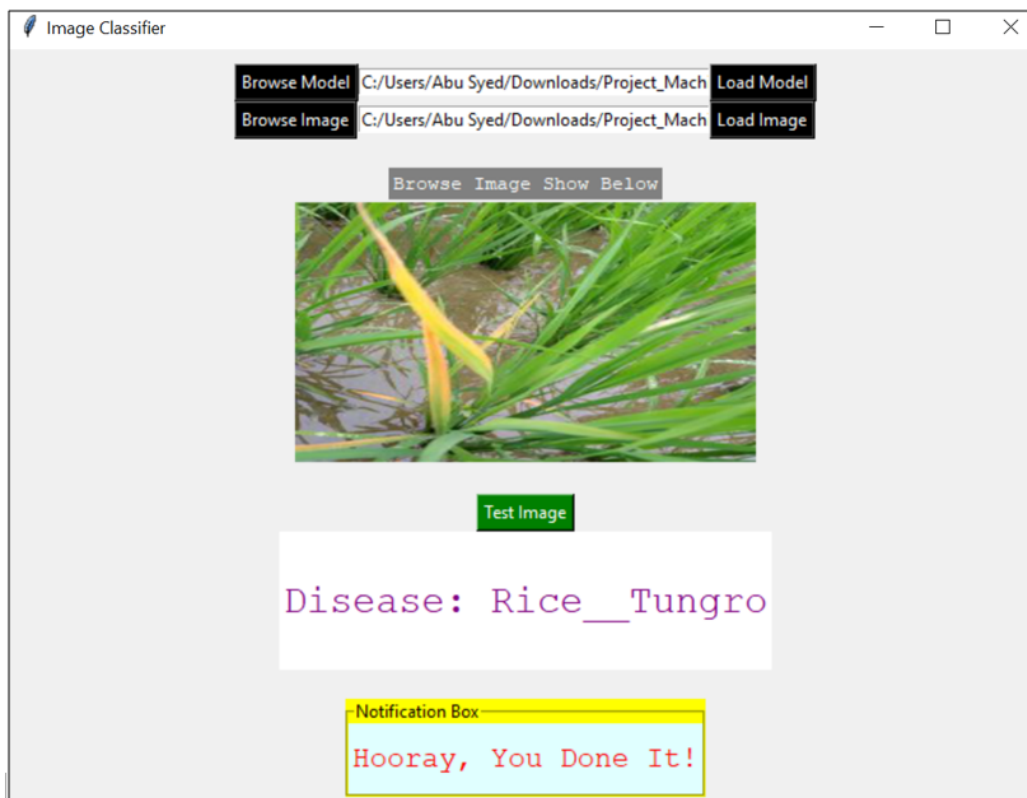 Image Classifier
Browse Model C:/Users/Abu Syed/Downloads/Project_Mach Load Model
Browse Image C:/Users/Abu Syed/Downloads/Project_Mach Load Image
Browse Image Show Below
Test Image
Disease: Rice__Tungro
Notification Box
Hooray, You Done It!